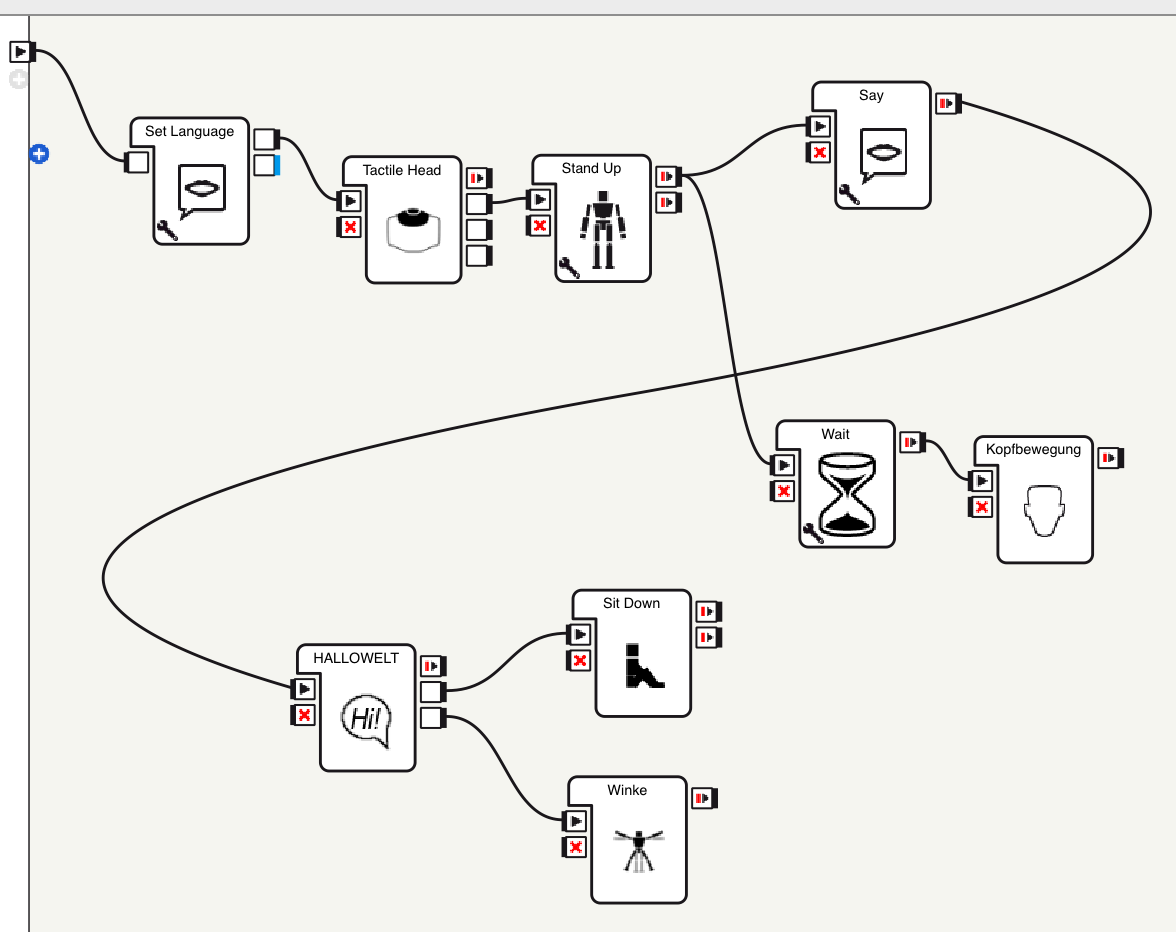 Set Language
Tactile Head
Stand Up
Say
Wait
Kopfbewegung
Sit Down
HALLOWELT
Hi!
Winke